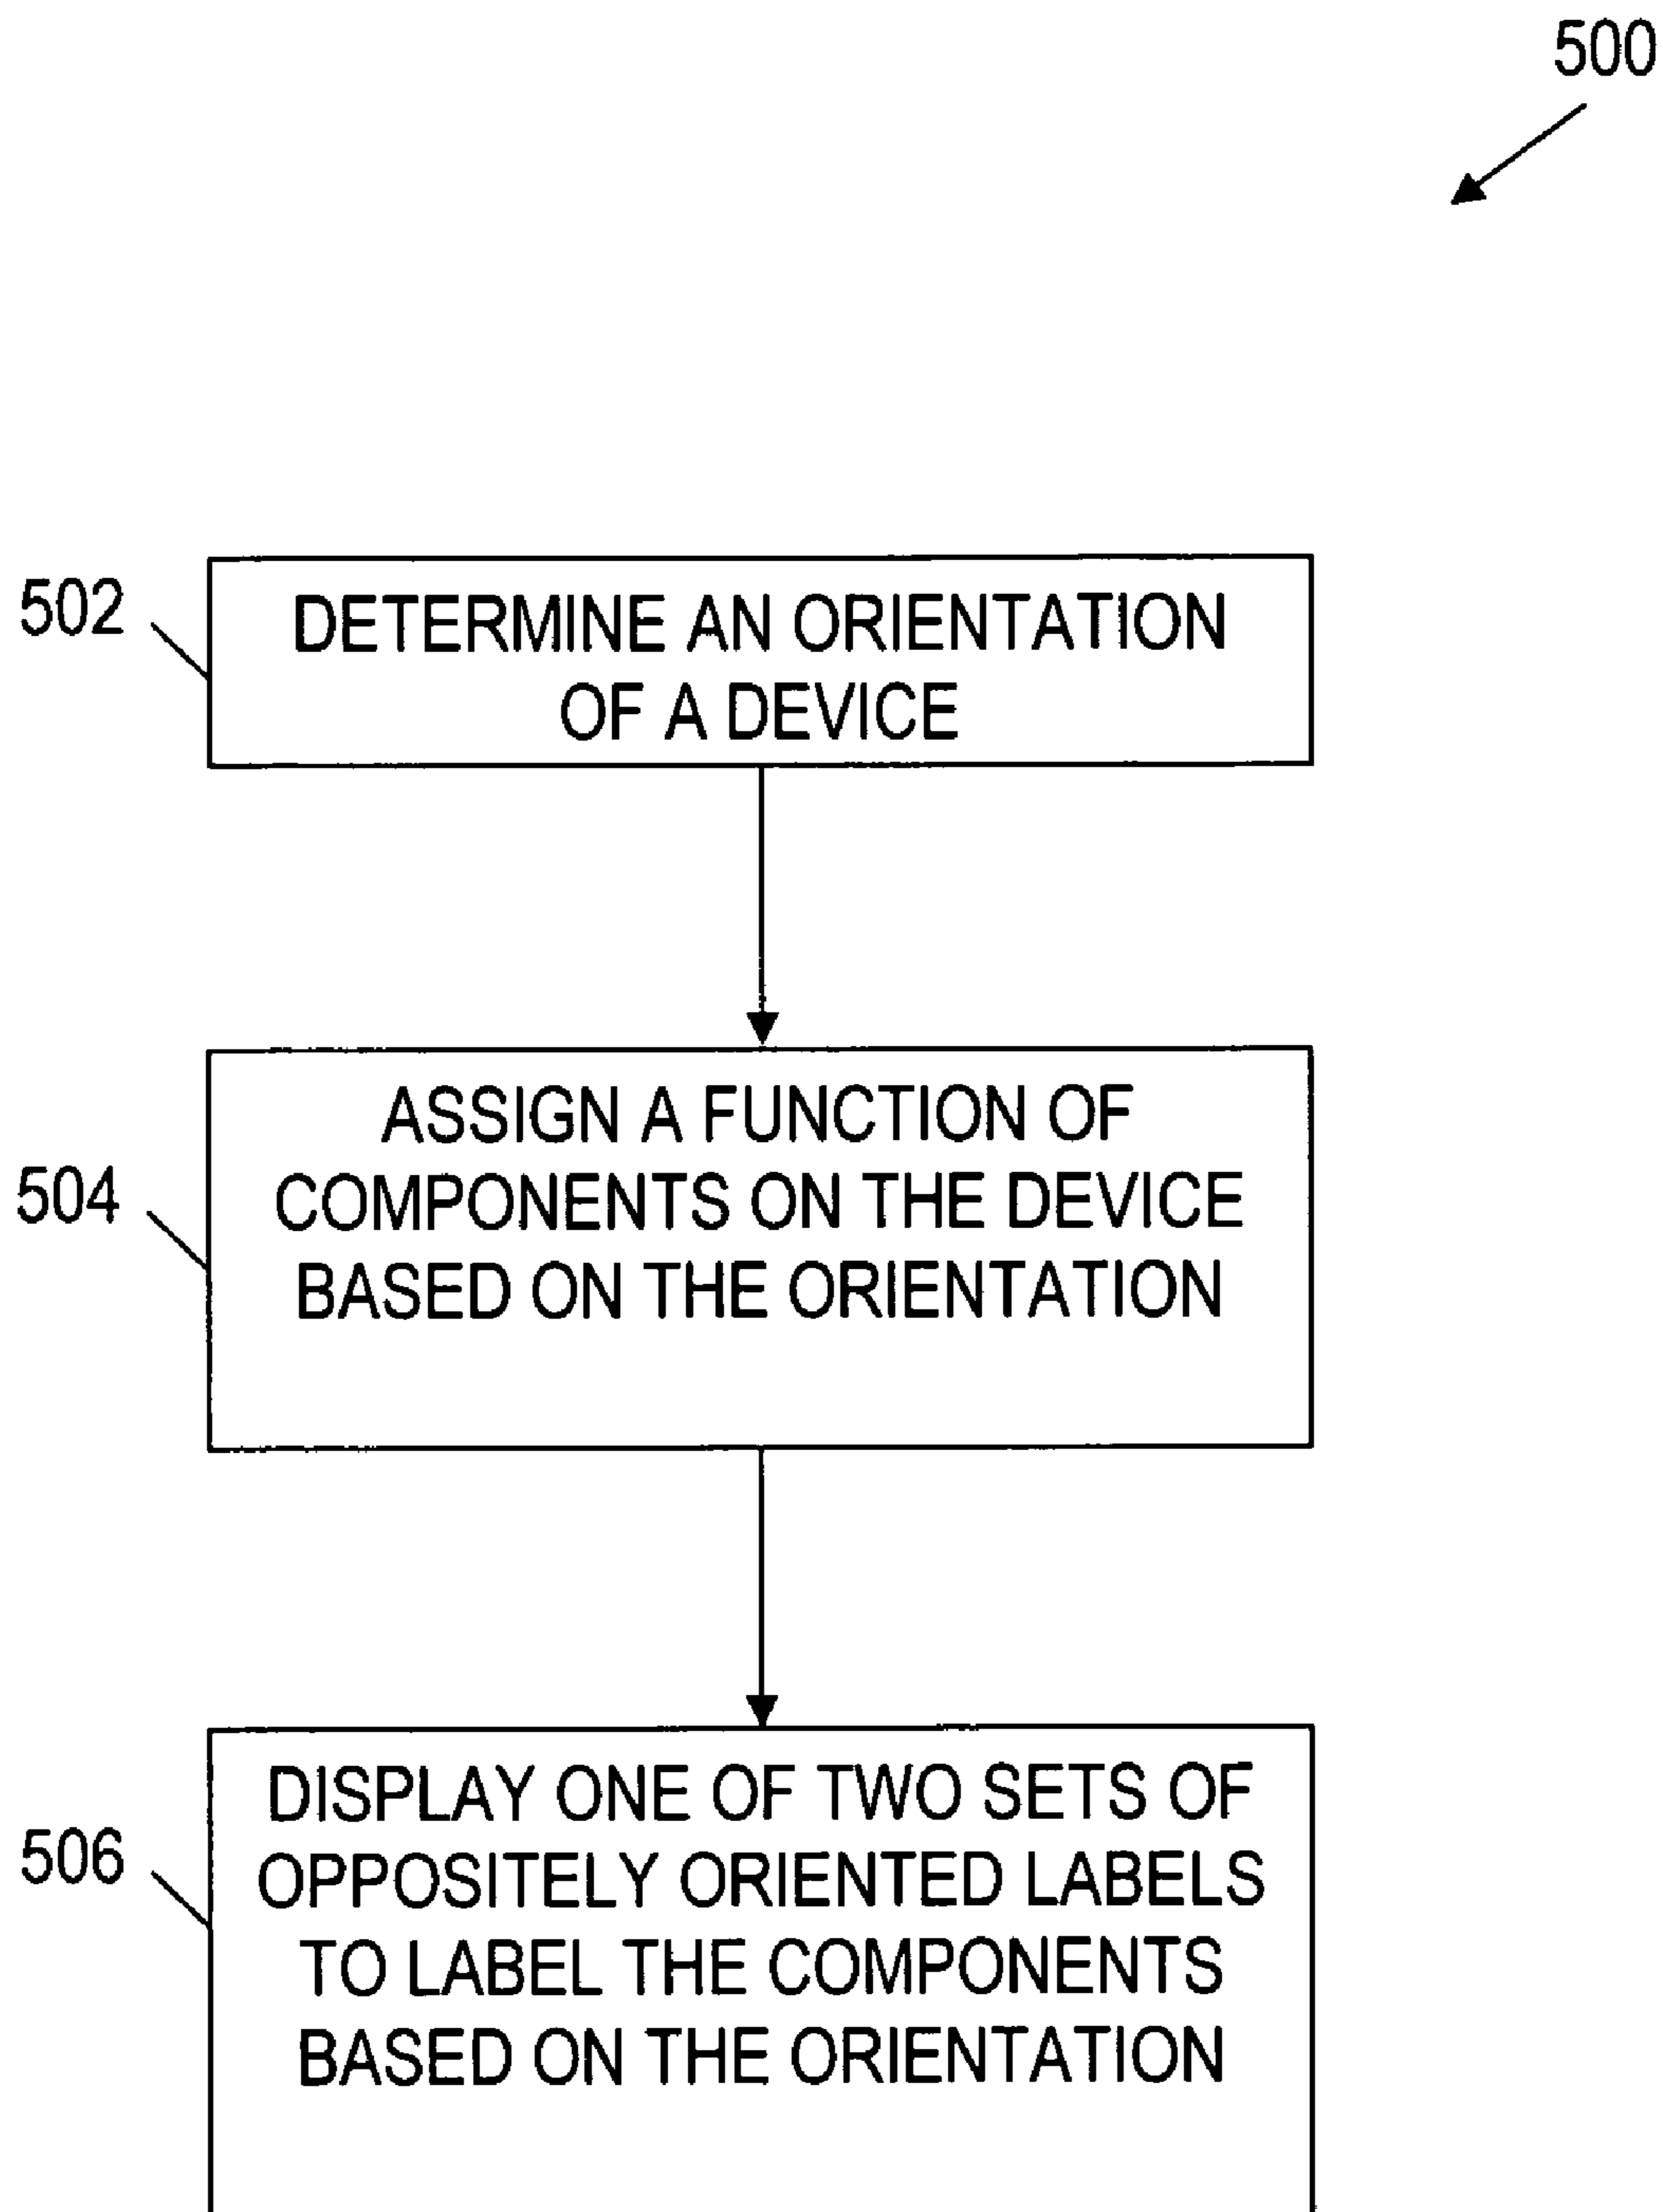 500
502
DETERMINE AN ORIENTATION
OF A DEVICE
504
ASSIGN A FUNCTION OF
COMPONENTS ON THE DEVICE
BASED ON THE ORIENTATION
506
DISPLAY ONE OF TWO SETS OF
OPPOSITELY ORIENTED LABELS
TO LABEL THE COMPONENTS
BASED ON THE ORIENTATION